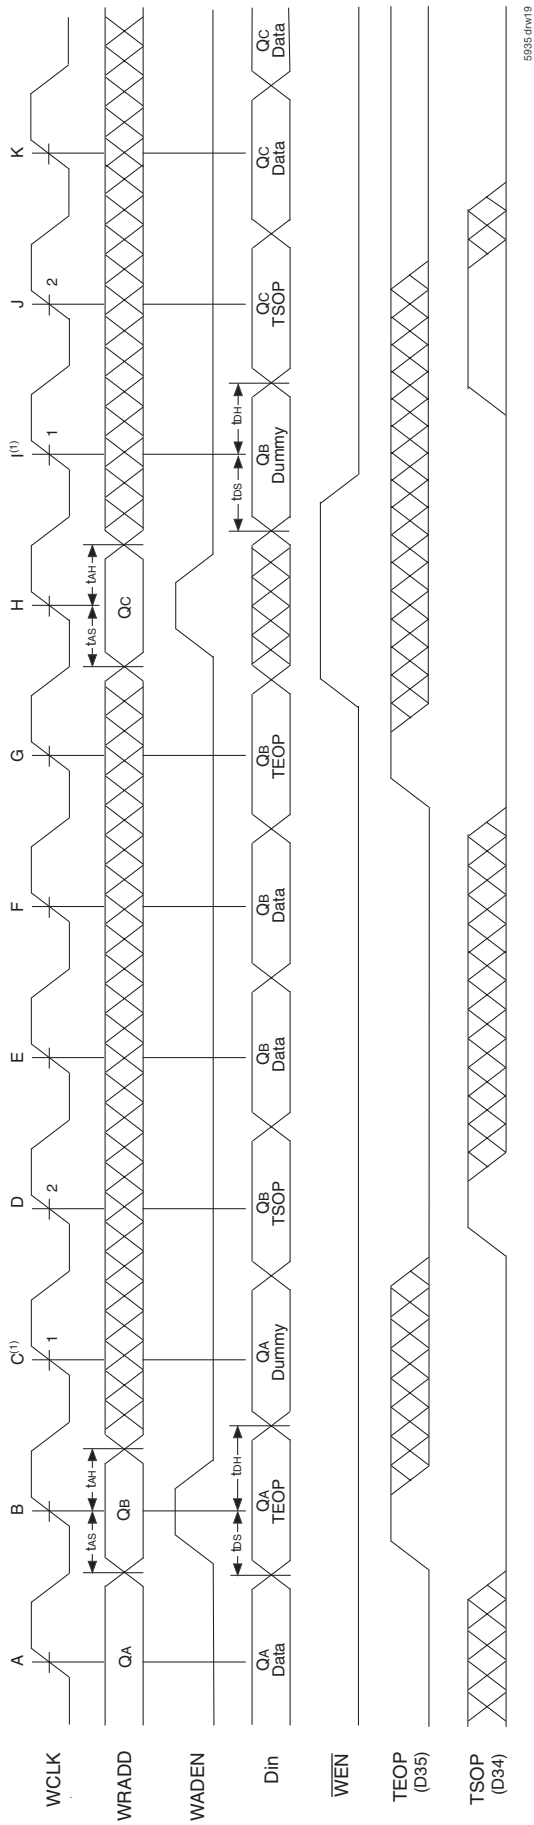 A
B
C(1)
D
E
F
G
H
I(1)
J
K
WCLK
1
2
1
2
WRADD
QA
tAS
tAH
QB
tAS
tAH
QC
WADEN
tDS
tDH
tDS
tDH
Din
QA
Data
QA
TEOP
QA
Dummy
QB
TSOP
QB
Data
QB
Data
QB
TEOP
QB
Dummy
QC
TSOP
QC
Data
QC
Data
WEN
TEOP
(D35)
TSOP
(D34)
5935 drw19